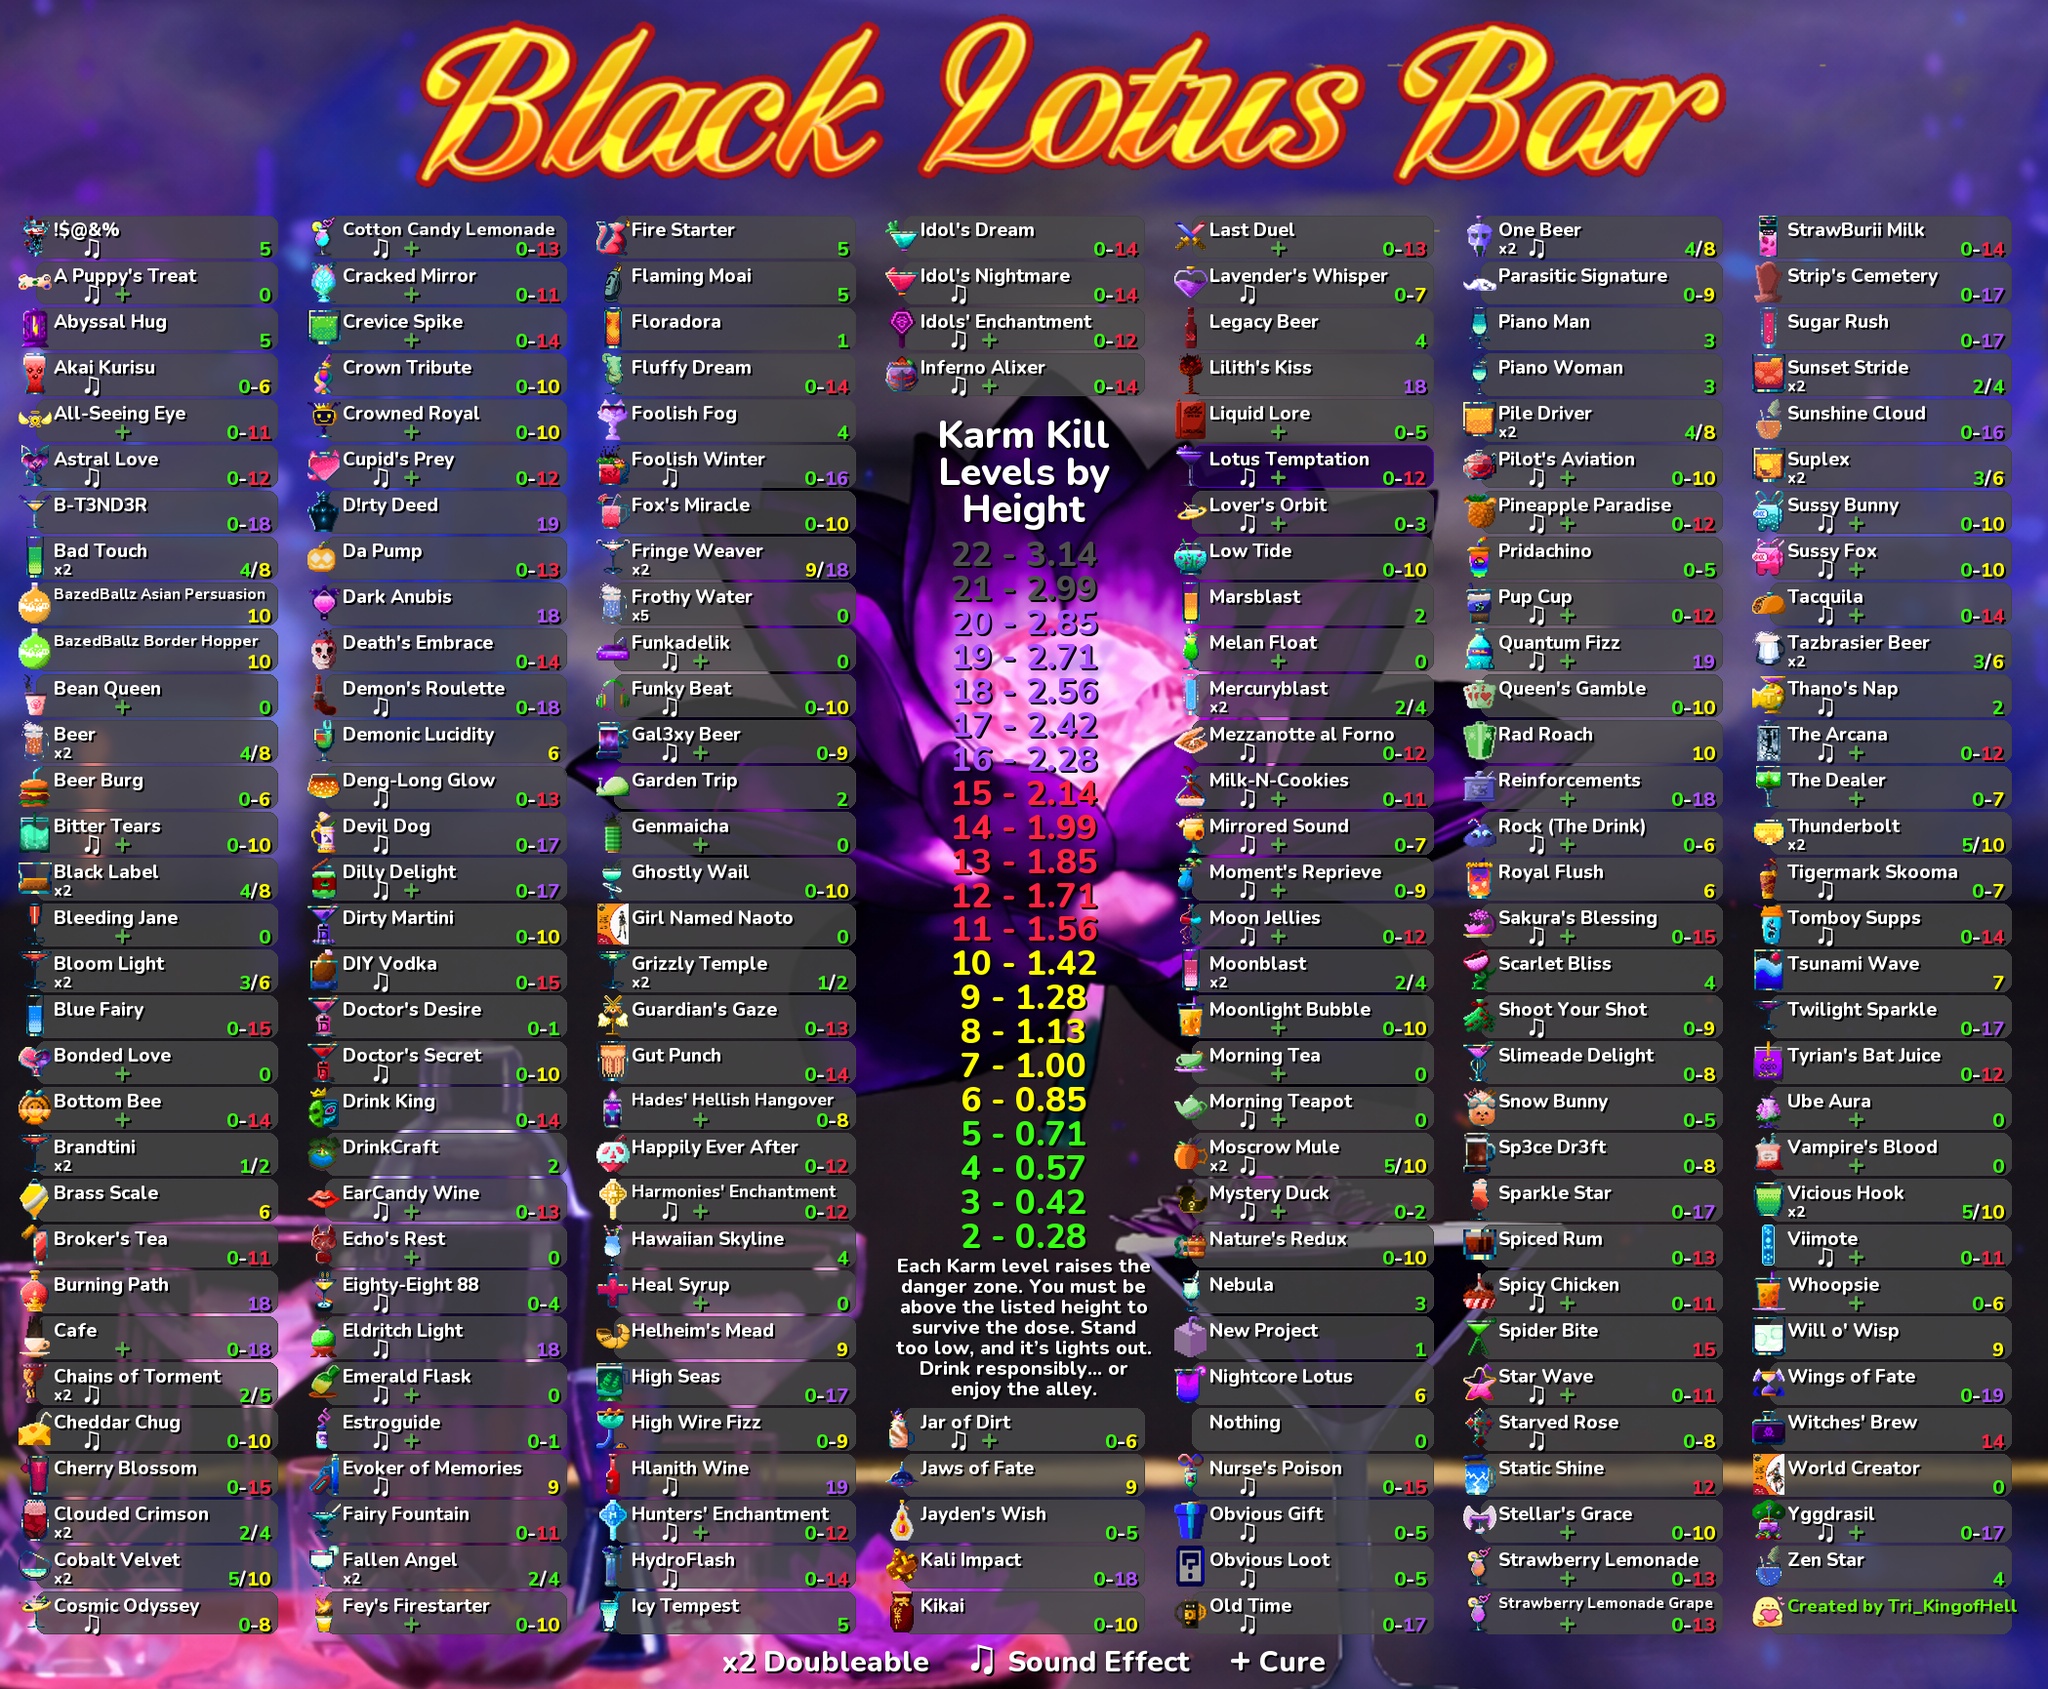 Black Lotus Bar
!$@&%
♫ 5
A Puppy's Treat
♫ + 0
Abyssal Hug
5
Akai Kurisu
♫ 0-6
All-Seeing Eye
+ 0-11
Astral Love
♫ 0-12
B-T3ND3R
0-18
Bad Touch
x2 4/8
BazedBallz Asian Persuasion
10
BazedBallz Border Hopper
10
Bean Queen
+ 0
Beer
x2 4/8
Beer Burg
0-6
Bitter Tears
♫ + 0-10
Black Label
x2 4/8
Bleeding Jane
+ 0
Bloom Light
x2 3/6
Blue Fairy
0-15
Bonded Love
+ 0
Bottom Bee
+ 0-14
Brandtini
x2 1/2
Brass Scale
6
Broker's Tea
0-11
Burning Path
18
Cafe
+ 0-18
Chains of Torment
x2 ♫ 2/5
Cheddar Chug
♫ 0-10
Cherry Blossom
0-15
Clouded Crimson
x2 2/4
Cobalt Velvet
x2 5/10
Cosmic Odyssey
♫ 0-8
Cotton Candy Lemonade
♫ + 0-13
Cracked Mirror
+ 0-11
Crevice Spike
+ 0-14
Crown Tribute
0-10
Crowned Royal
+ 0-10
Cupid's Prey
♫ + 0-12
D!rty Deed
19
Da Pump
0-13
Dark Anubis
18
Death's Embrace
0-14
Demon's Roulette
♫ 0-18
Demonic Lucidity
6
Deng-Long Glow
♫ 0-13
Devil Dog
♫ 0-17
Dilly Delight
♫ + 0-17
Dirty Martini
0-10
DIY Vodka
♫ 0-15
Doctor's Desire
0-1
Doctor's Secret
♫ 0-10
Drink King
0-14
DrinkCraft
2
EarCandy Wine
♫ + 0-13
Echo's Rest
+ 0
Eighty-Eight 88
♫ 0-4
Eldritch Light
♫ 18
Emerald Flask
♫ + 0
Estroguide
♫ + 0-1
Evoker of Memories
♫ 9
Fairy Fountain
0-11
Fallen Angel
x2 2/4
Fey's Firestarter
+ 0-10
Fire Starter
5
Flaming Moai
5
Floradora
1
Fluffy Dream
0-14
Foolish Fog
4
Foolish Winter
♫ 0-16
Fox's Miracle
0-10
Fringe Weaver
x2 9/18
Frothy Water
x5 0
Funkadelik
♫ + 0
Funky Beat
♫ 0-10
Gal3xy Beer
♫ + 0-9
Garden Trip
2
Genmaicha
+ 0
Ghostly Wail
0-10
Girl Named Naoto
0
Grizzly Temple
x2 1/2
Guardian's Gaze
0-13
Gut Punch
0-14
Hades' Hellish Hangover
+ 0-8
Happily Ever After
0-12
Harmonies' Enchantment
♫ + 0-12
Hawaiian Skyline
4
Heal Syrup
+ 0
Helheim's Mead
9
High Seas
0-17
High Wire Fizz
0-9
Hlanith Wine
♫ 19
Hunters' Enchantment
♫ + 0-12
HydroFlash
♫ 0-14
Icy Tempest
5
Idol's Dream
0-14
Idol's Nightmare
♫ 0-14
Idols' Enchantment
♫ + 0-12
Inferno Alixer
♫ + 0-14
Karm Kill
Levels by
Height
22 - 3.14
21 - 2.99
20 - 2.85
19 - 2.71
18 - 2.56
17 - 2.42
16 - 2.28
15 - 2.14
14 - 1.99
13 - 1.85
12 - 1.71
11 - 1.56
10 - 1.42
9 - 1.28
8 - 1.13
7 - 1.00
6 - 0.85
5 - 0.71
4 - 0.57
3 - 0.42
2 - 0.28
Each Karm level raises the
danger zone. You must be
above the listed height to
survive the dose. Stand
too low, and it's lights out.
Drink responsibly... or
enjoy the alley.
Jar of Dirt
♫ + 0-6
Jaws of Fate
9
Jayden's Wish
0-5
Kali Impact
0-18
Kikai
0-10
Last Duel
+ 0-13
Lavender's Whisper
♫ 0-7
Legacy Beer
4
Lilith's Kiss
18
Liquid Lore
+ 0-5
Lotus Temptation
♫ + 0-12
Lover's Orbit
♫ + 0-3
Low Tide
0-10
Marsblast
2
Melan Float
+ 0
Mercuryblast
x2 2/4
Mezzanotte al Forno
♫ 0-12
Milk-N-Cookies
♫ + 0-11
Mirrored Sound
♫ + 0-7
Moment's Reprieve
♫ + 0-9
Moon Jellies
♫ + 0-12
Moonblast
x2 2/4
Moonlight Bubble
+ 0-10
Morning Tea
+ 0
Morning Teapot
+ 0
Moscrow Mule
x2 ♫ 5/10
Mystery Duck
♫ + 0-2
Nature's Redux
0-10
Nebula
3
New Project
1
Nightcore Lotus
6
Nothing
0
Nurse's Poison
♫ 0-15
Obvious Gift
♫ 0-5
Obvious Loot
♫ 0-5
Old Time
0-17
One Beer
x2 ♫ 4/8
Parasitic Signature
0-9
Piano Man
3
Piano Woman
3
Pile Driver
x2 4/8
Pilot's Aviation
♫ + 0-10
Pineapple Paradise
♫ + 0-12
Pridachino
0-5
Pup Cup
♫ + 0-12
Quantum Fizz
♫ + 19
Queen's Gamble
0-10
Rad Roach
10
Reinforcements
+ 0-18
Rock (The Drink)
♫ + 0-6
Royal Flush
6
Sakura's Blessing
♫ + 0-15
Scarlet Bliss
4
Shoot Your Shot
♫ 0-9
Slimeade Delight
0-8
Snow Bunny
0-5
Sp3ce Dr3ft
0-8
Sparkle Star
0-17
Spiced Rum
0-13
Spicy Chicken
♫ + 0-11
Spider Bite
15
Star Wave
♫ + 0-11
Starved Rose
♫ 0-8
Static Shine
12
Stellar's Grace
+ 0-10
Strawberry Lemonade
+ 0-13
Strawberry Lemonade Grape
+ 0-13
StrawBurii Milk
0-14
Strip's Cemetery
0-17
Sugar Rush
0-17
Sunset Stride
x2 2/4
Sunshine Cloud
0-16
Suplex
x2 3/6
Sussy Bunny
♫ + 0-10
Sussy Fox
♫ + 0-10
Tacquila
♫ + 0-14
Tazbrasier Beer
x2 3/6
Thano's Nap
♫ 2
The Arcana
♫ + 0-12
The Dealer
+ 0-7
Thunderbolt
x2 5/10
Tigermark Skooma
♫ 0-7
Tomboy Supps
♫ 0-14
Tsunami Wave
7
Twilight Sparkle
0-17
Tyrian's Bat Juice
0-12
Ube Aura
+ 0
Vampire's Blood
+ 0
Vicious Hook
x2 5/10
Viimote
♫ + 0-11
Whoopsie
+ 0-6
Will o' Wisp
9
Wings of Fate
0-19
Witches' Brew
14
World Creator
0
Yggdrasil
♫ + 0-17
Zen Star
4
Created by Tri_KingofHell
x2 Doubleable ♫ Sound Effect + Cure